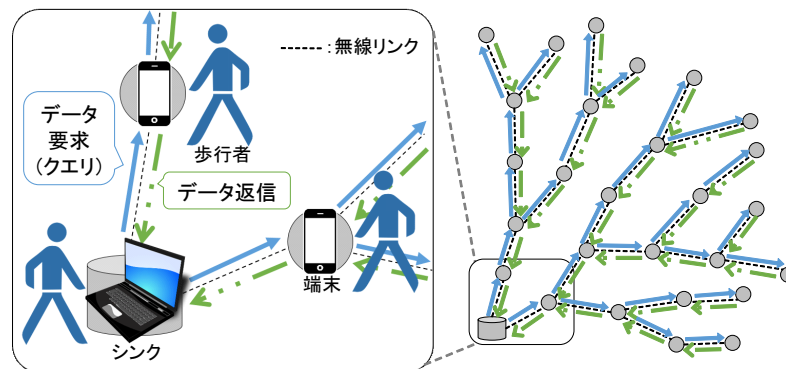 -----:無線リンク
データ
要求
(クエリ)
歩行者
データ返信
端末
シンク